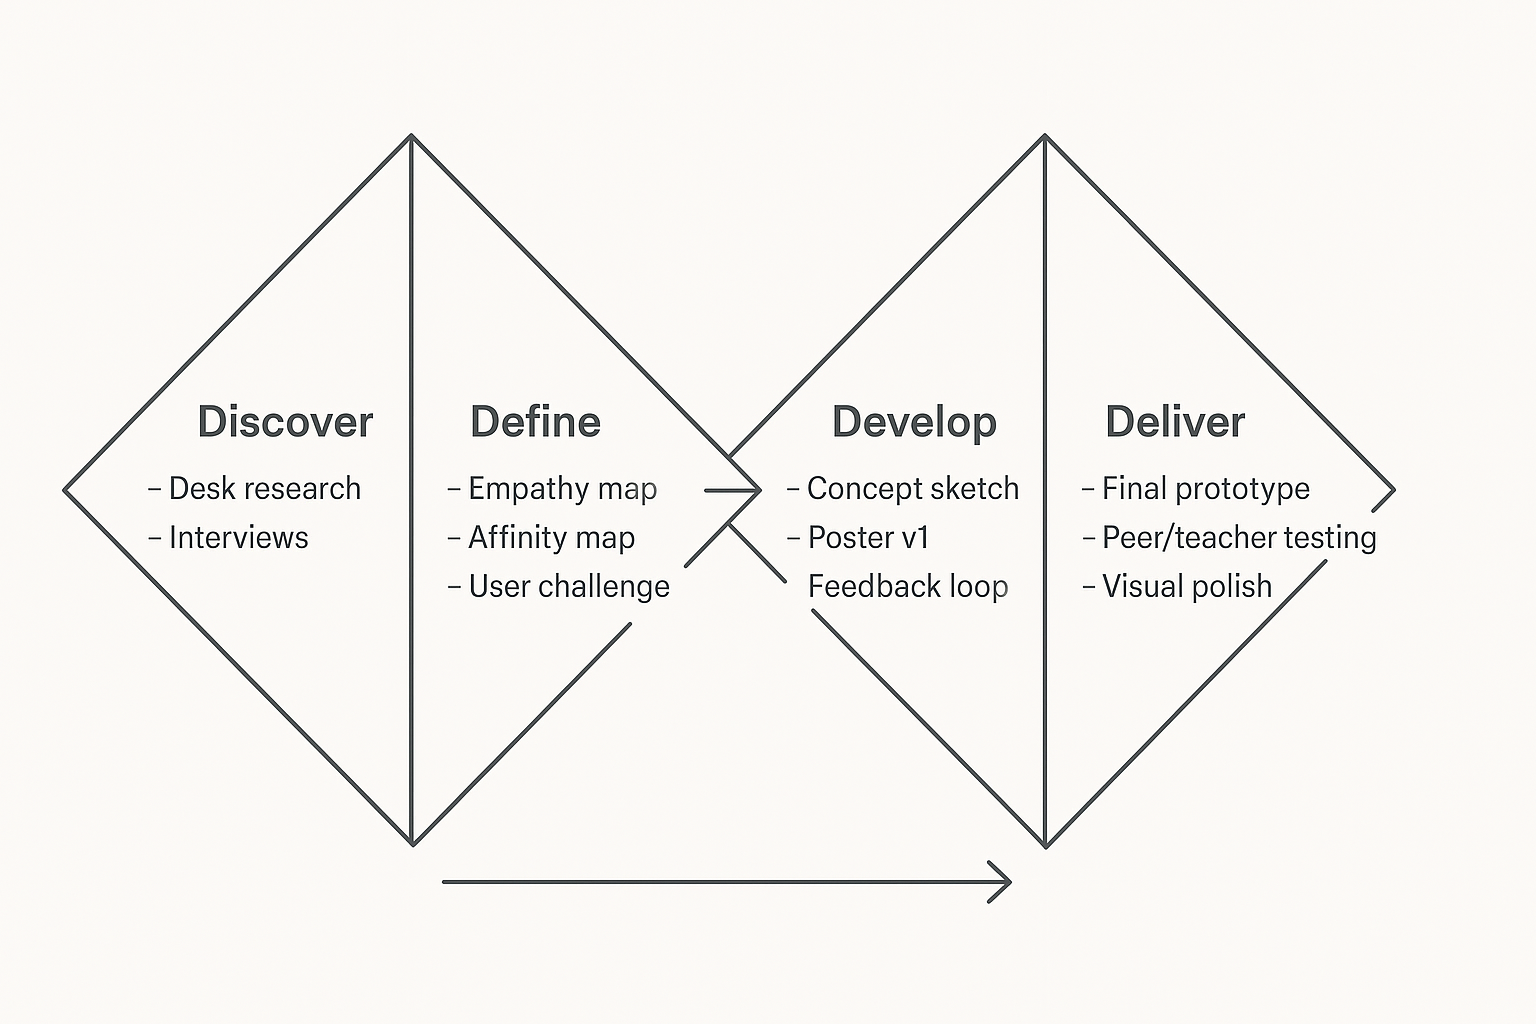 Discover
– Desk research
– Interviews
Define
– Empathy map
– Affinity map
– User challenge
Develop
– Concept sketch
– Poster v1
Feedback loop
Deliver
– Final prototype
– Peer/teacher testing
– Visual polish